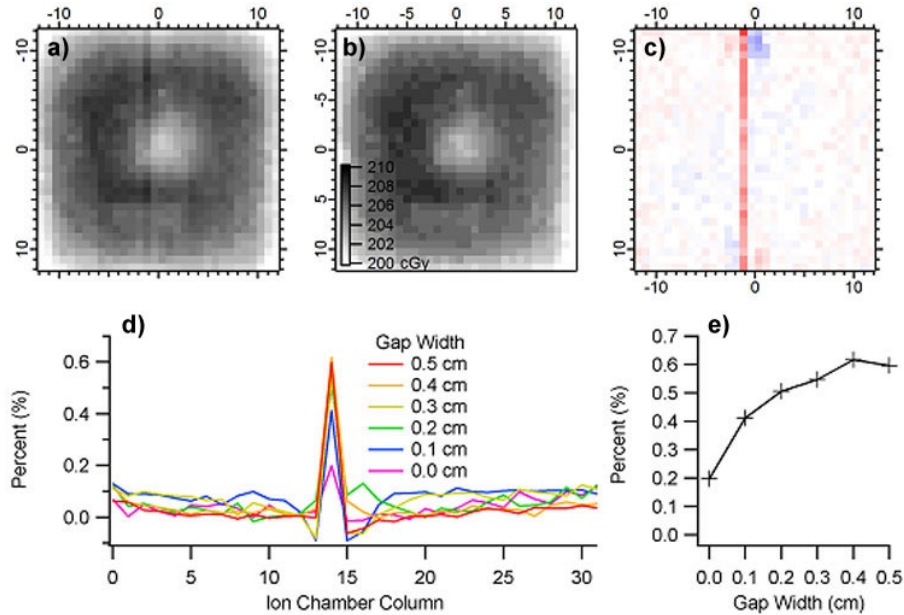 -10 0 10
-10 0 10
a)
b)
c)
-10
-5
0
5
10
-10
-5
0
5
10
-10
0
10
210
208
206
204
202
200 cGy
-10 0 10
d)
e)
Percent (%)
0.6
0.4
0.2
0.0
Gap Width
0.5 cm
0.4 cm
0.3 cm
0.2 cm
0.1 cm
0.0 cm
0 5 10 15 20 25 30
Ion Chamber Column
Percent (%)
0.7
0.6
0.5
0.4
0.3
0.2
0.1
0.0
0.0 0.1 0.2 0.3 0.4 0.5
Gap Width (cm)